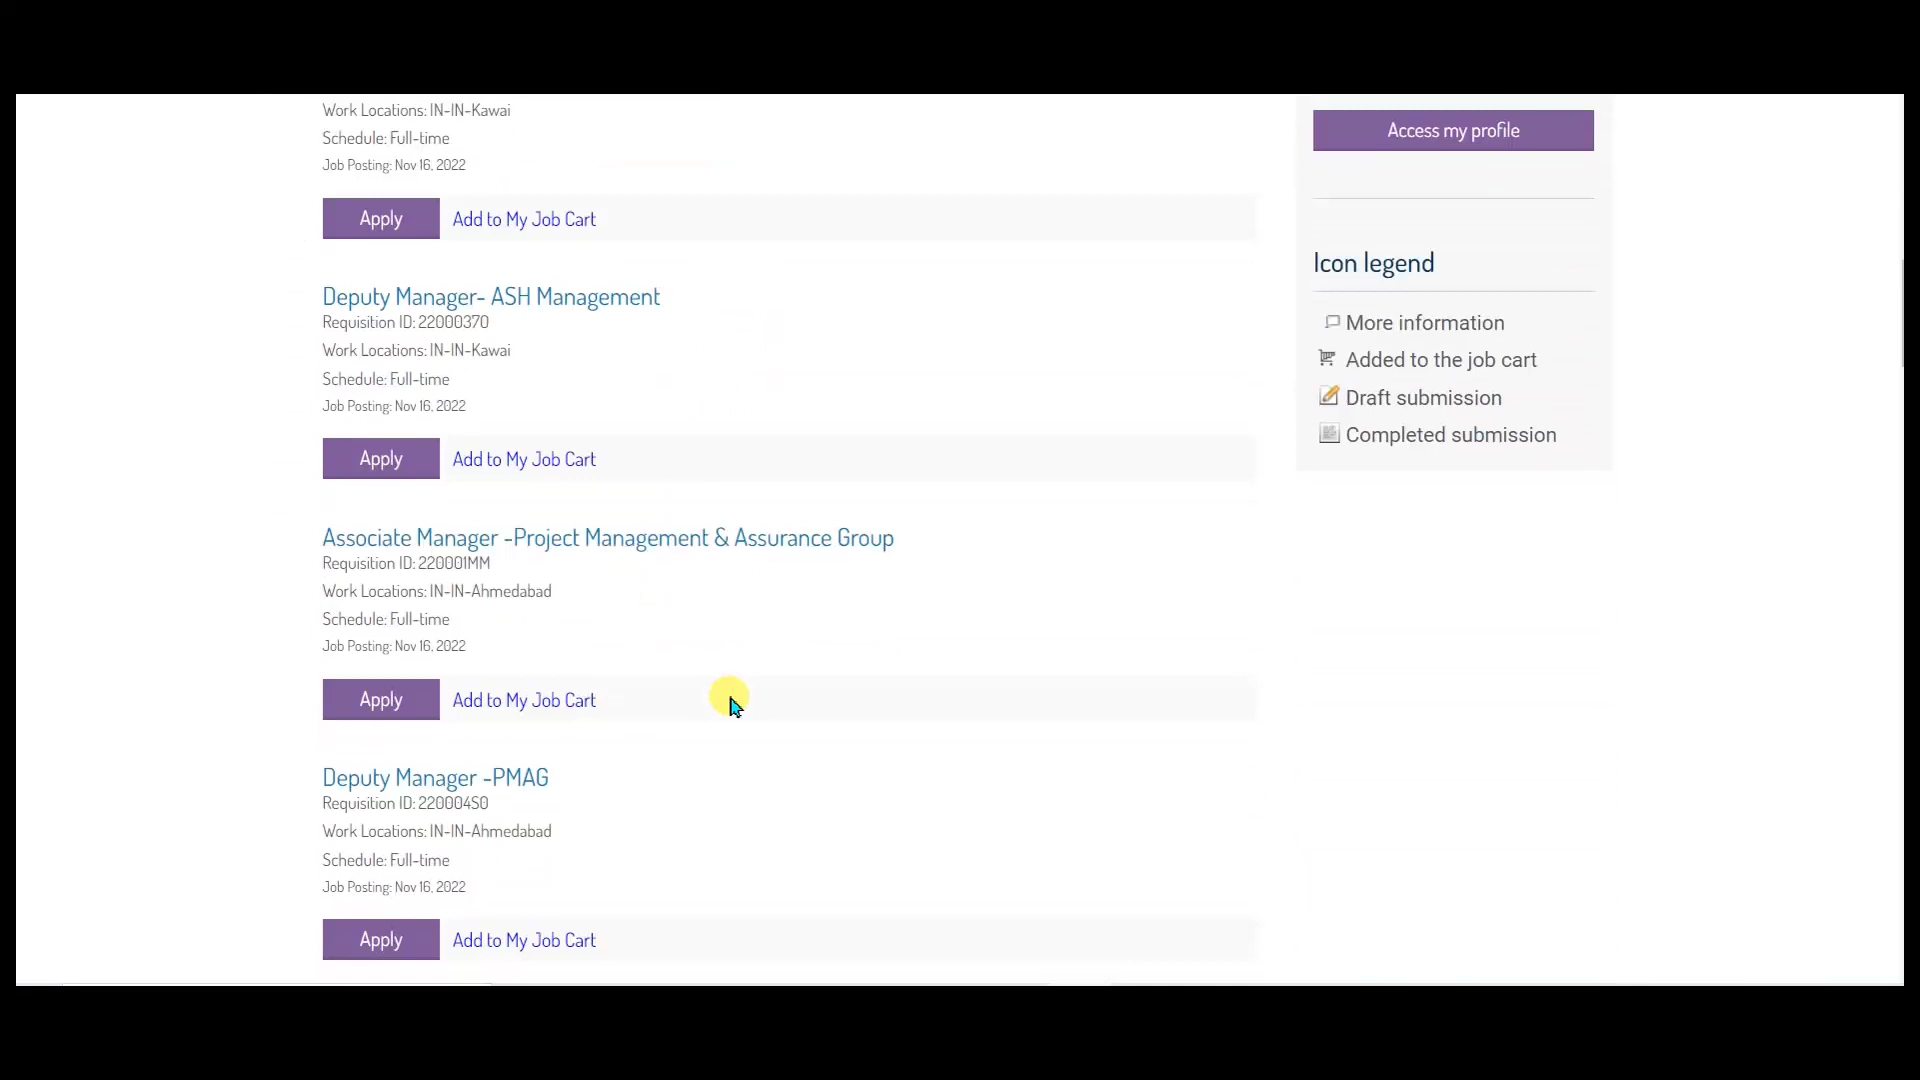 Work Locations: IN-IN-Kawai
Schedule: Full-time
Job Posting: Nov 16, 2022
Apply Add to My Job Cart
Deputy Manager- ASH Management
Requisition ID: 22000370
Work Locations: IN-IN-Kawai
Schedule: Full-time
Job Posting: Nov 16, 2022
Apply Add to My Job Cart
Associate Manager -Project Management & Assurance Group
Requisition ID: 220001MM
Work Locations: IN-IN-Ahmedabad
Schedule: Full-time
Job Posting: Nov 16, 2022
Apply Add to My Job Cart
Deputy Manager -PMAG
Requisition ID: 220004S0
Work Locations: IN-IN-Ahmedabad
Schedule: Full-time
Job Posting: Nov 16, 2022
Apply Add to My Job Cart
Access my profile
Icon legend
More information
Added to the job cart
Draft submission
Completed submission